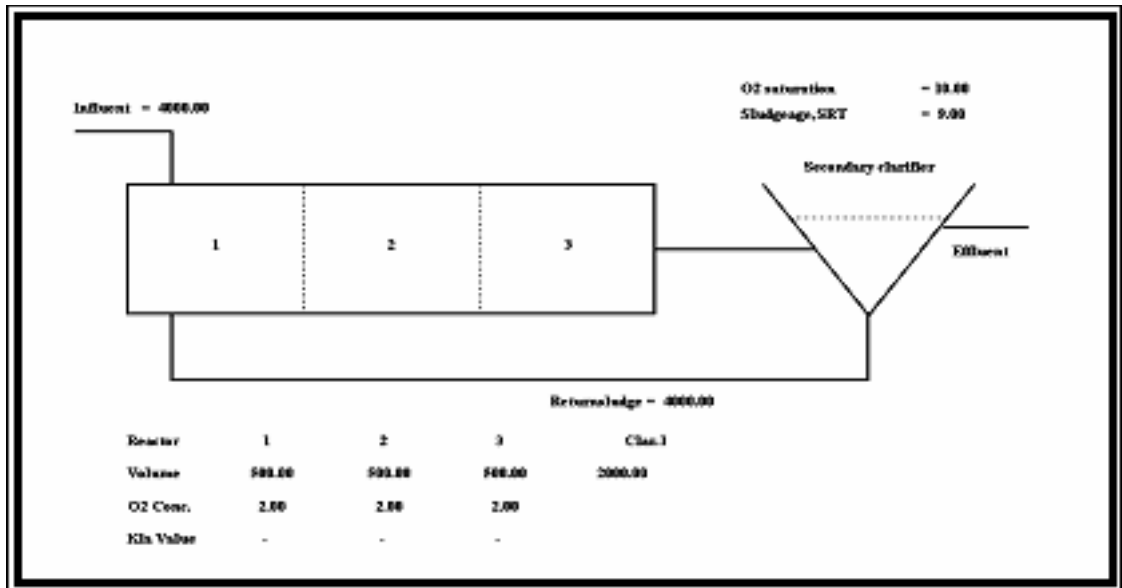 O2 saturation = 10.00
Influent = 4000.00
Sludgeage, SRT = 9.00
Secundary clarifier
1 2 3
Effluent
Returnsludge = 4000.00
Reactor 1 2 3 Clar.1
Volume 500.00 500.00 500.00 2000.00
O2 Conc. 2.00 2.00 2.00
Kla Value - - -